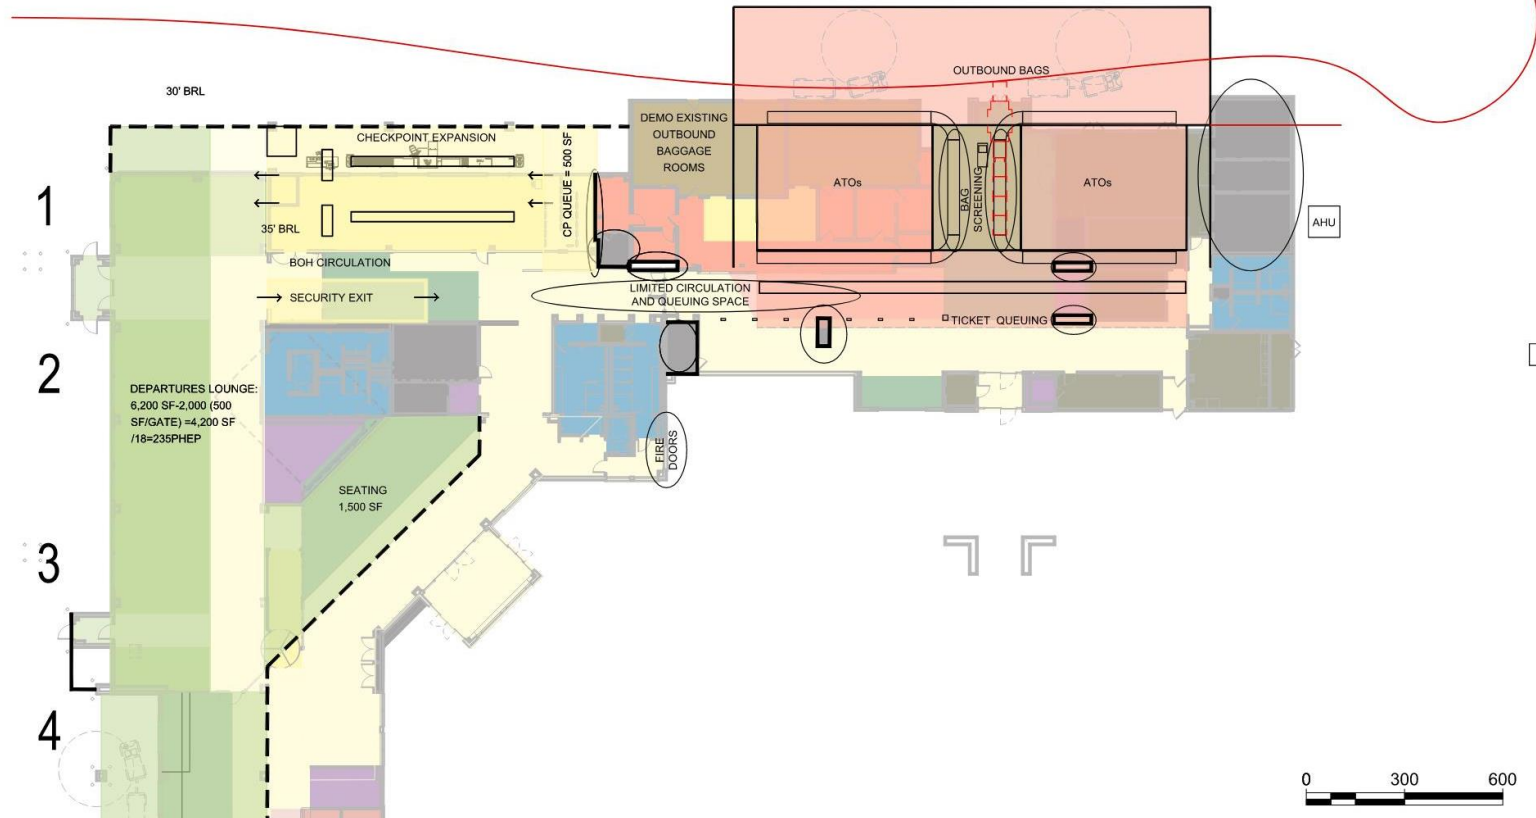 OUTBOUND BAGS
30' BRL
DEMO EXISTING
OUTBOUND
BAGGAGE
ROOMS
CHECKPOINT EXPANSION
CP QUEUE = 500 SF
ATOs
BAG
SCREENING
ATOs
1
35' BRL
AHU
BOH CIRCULATION
SECURITY EXIT
LIMITED CIRCULATION
AND QUEUING SPACE
TICKET QUEUING
2
DEPARTURES LOUNGE:
6,200 SF-2,000 (500
SF/GATE) =4,200 SF
/18=235PHEP
FIRE
DOORS
SEATING
1,500 SF
3
4
0 300 600